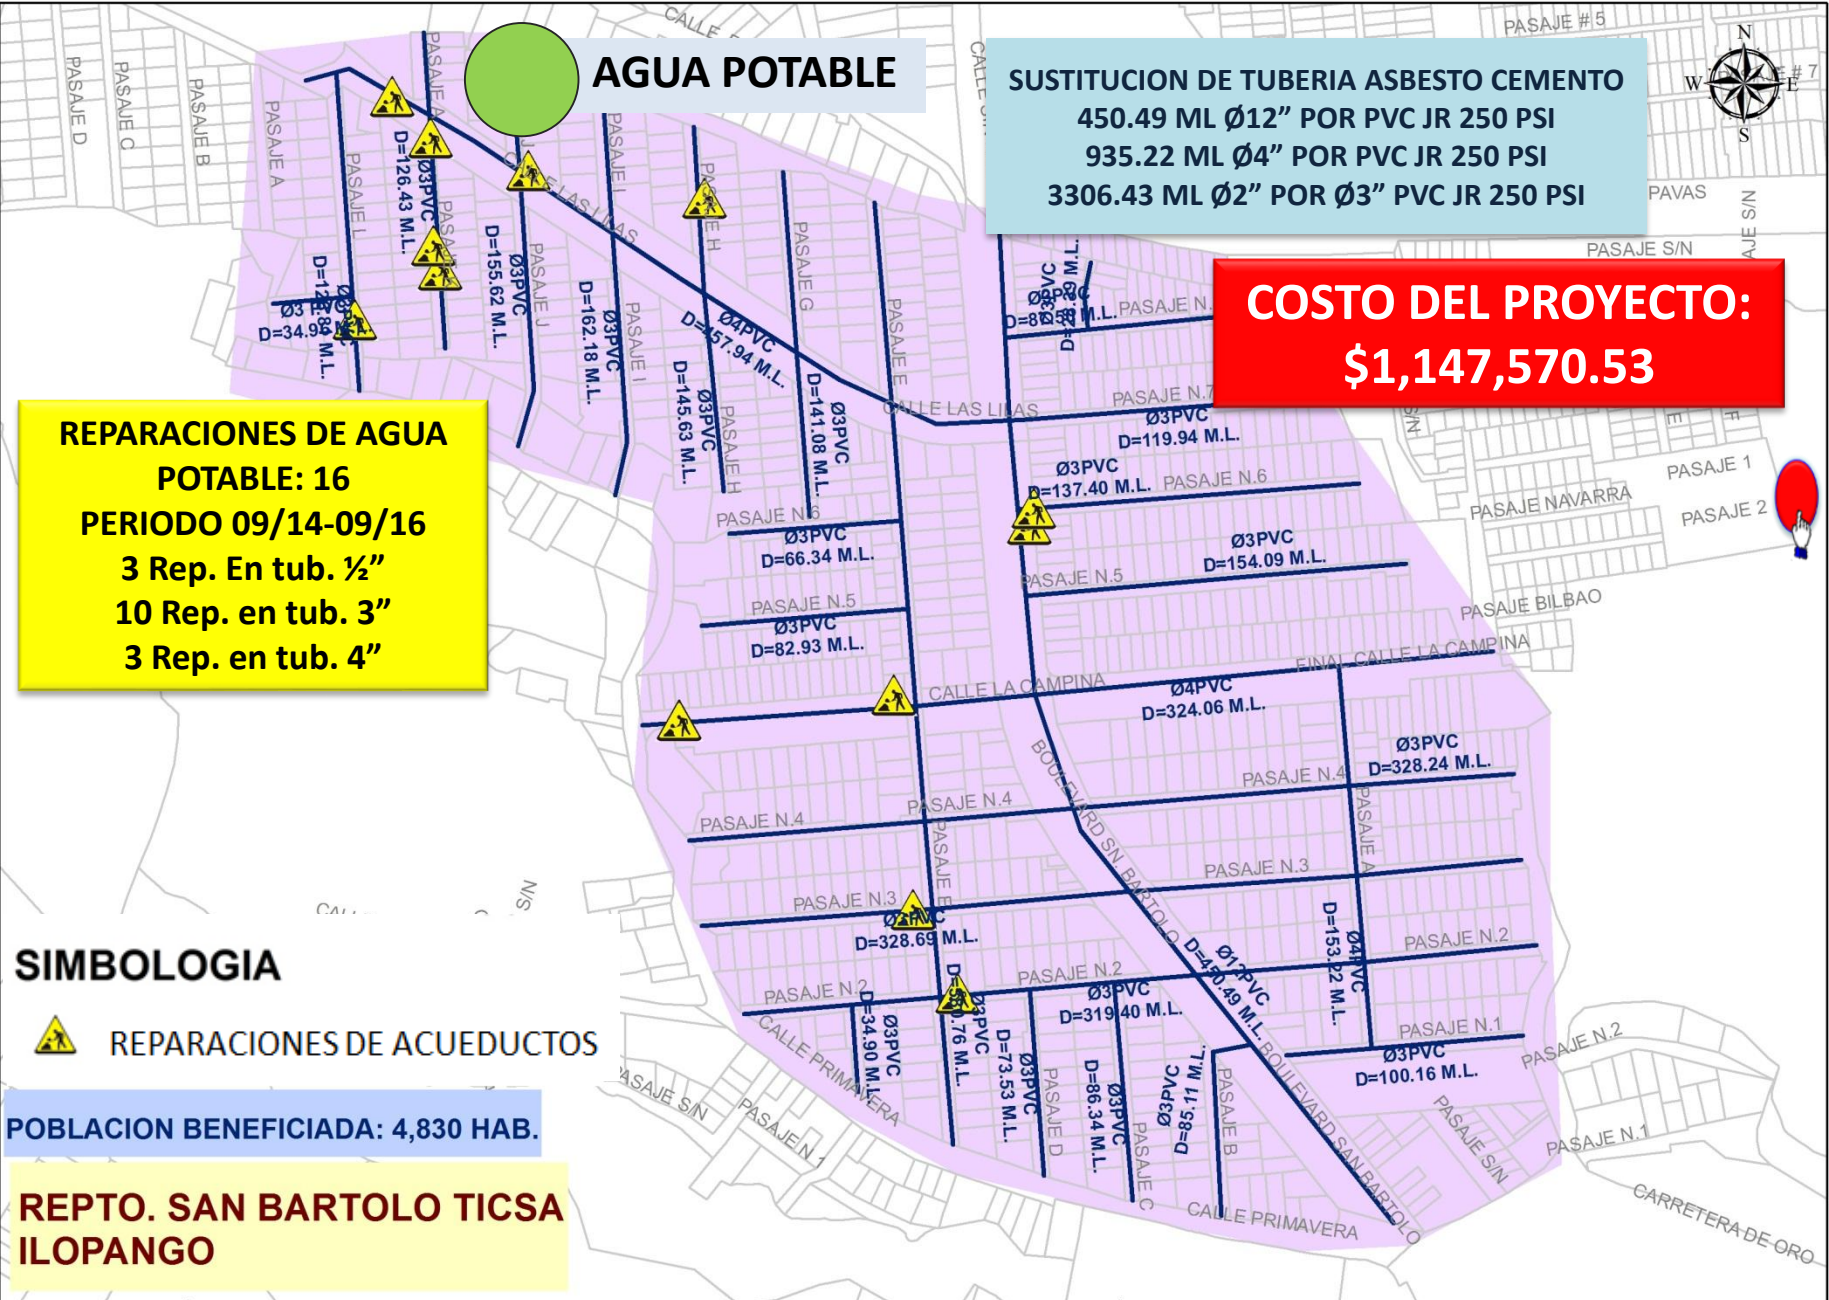 AGUA POTABLE
SUSTITUCION DE TUBERIA ASBESTO CEMENTO
450.49 ML Ø12” POR PVC JR 250 PSI
935.22 ML Ø4” POR PVC JR 250 PSI
3306.43 ML Ø2” POR Ø3” PVC JR 250 PSI
N
W
E
S
COSTO DEL PROYECTO:
$1,147,570.53
REPARACIONES DE AGUA
POTABLE: 16
PERIODO 09/14-09/16
3 Rep. En tub. ½”
10 Rep. en tub. 3”
3 Rep. en tub. 4”
PASAJE # 5
PAVAS
PASAJE S/N
PASAJE D
PASAJE C
PASAJE B
PASAJE A
PASAJE L
Ø3PVC
D=126.43 M.L.
Ø3PVC
D=155.62 M.L.
PASAJE J
Ø3PVC
D=162.18 M.L.
PASAJE I
Ø4PVC
D=457.94 M.L.
Ø3PVC
D=145.63 M.L.
PASAJE H
PASAJE G
Ø3PVC
D=141.08 M.L.
PASAJE E
CALLE LAS LILAS
PASAJE N.7
Ø3PVC
D=119.94 M.L.
Ø3PVC
D=137.40 M.L.
PASAJE N.6
PASAJE N.6
Ø3PVC
D=66.34 M.L.
PASAJE N.5
Ø3PVC
D=154.09 M.L.
PASAJE N.5
Ø3PVC
D=82.93 M.L.
PASAJE 1
PASAJE NAVARRA
PASAJE 2
PASAJE BILBAO
CALLE LA CAMPINA
FINAL CALLE LA CAMPINA
Ø4PVC
D=324.06 M.L.
Ø3PVC
D=328.24 M.L.
PASAJE N.4
PASAJE N.4
PASAJE N.4
PASAJE A
PASAJE E
BOULEVARD SN. BARTOLO
PASAJE N.3
PASAJE N.3
D=328.69 M.L.
PASAJE N.2
PASAJE N.2
PASAJE N.2
Ø12PVC
D=450.49 M.L.
Ø4PVC
D=153.22 M.L.
Ø3PVC
D=319.40 M.L.
Ø3PVC
D=34.90 M.L.
Ø3PVC
Ø3PVC
D=73.53 M.L.
PASAJE D
Ø3PVC
D=86.34 M.L.
PASAJE C
Ø3PVC
D=85.11 M.L.
PASAJE B
PASAJE N.1
Ø3PVC
D=100.16 M.L.
BOULEVARD SAN BARTOLO
CALLE PRIMAVERA
CALLE PRIMAVERA
PASAJE S/N
PASAJE N.2
PASAJE N.1
CARRETERA DE ORO
PASAJE S/N
PASAJE N 1
S/N
SIMBOLOGIA
REPARACIONES DE ACUEDUCTOS
POBLACION BENEFICIADA: 4,830 HAB.
REPTO. SAN BARTOLO TICSA
ILOPANGO